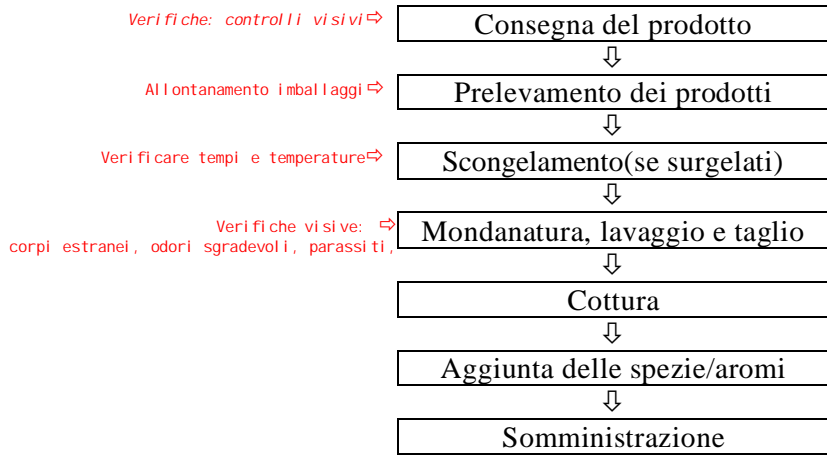 Verifiche: controlli visivi⇨ Consegna del prodotto
⇩
Allontanamento imballaggi⇨ Prelevamento dei prodotti
⇩
Verificare tempi e temperature⇨ Scongelamento(se surgelati)
⇩
Verifiche visive: ⇨
corpi estranei, odori sgradevoli, parassiti,
Mondanatura, lavaggio e taglio
⇩
Cottura
⇩
Aggiunta delle spezie/aromi
⇩
Somministrazione